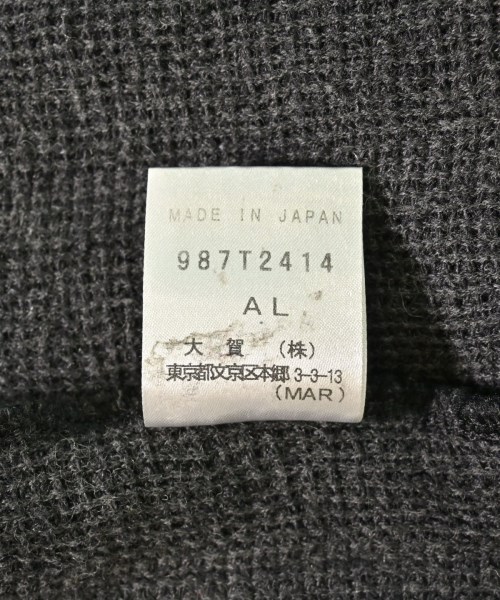 MADE IN JAPAN
987T2414
AL
大賀（株）
東京都文京区本郷3-3-13
(MAR)